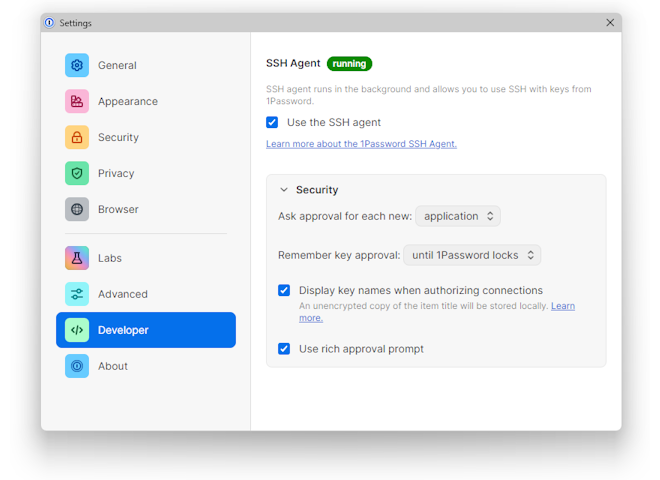 Settings
General
Appearance
Security
Privacy
Browser
Labs
Advanced
Developer
About
SSH Agent running
SSH agent runs in the background and allows you to use SSH with keys from
1Password.
Use the SSH agent
Learn more about the 1Password SSH Agent.
Security
Ask approval for each new: application
Remember key approval: until 1Password locks
Display key names when authorizing connections
An unencrypted copy of the item title will be stored locally. Learn
more.
Use rich approval prompt